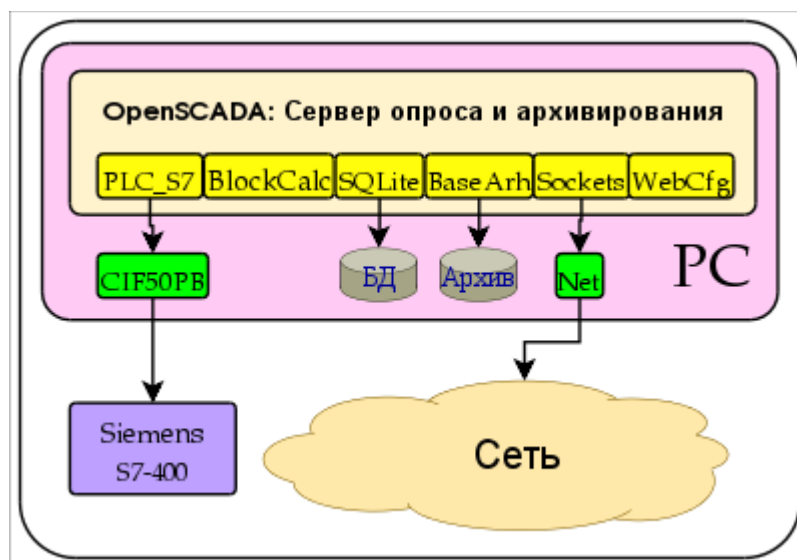 OpenSCADA: Сервер опроса и архивирования
PLC_S7 BlockCalc SQLite BaseArh Sockets WebCfg
CIF50PB БД Архив Net PC
Siemens
S7-400
Сеть